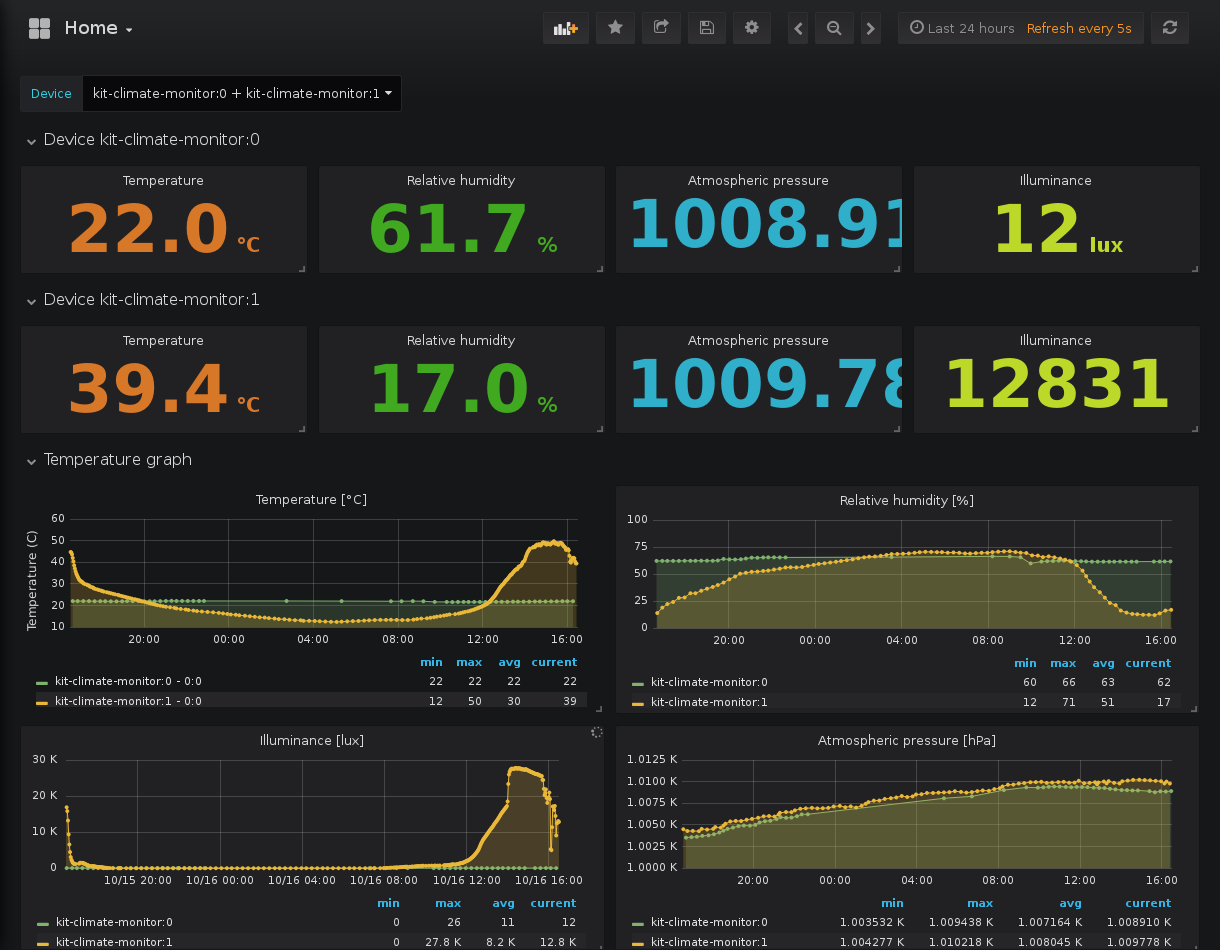 Home
Last 24 hours Refresh every 5s
Device kit-climate-monitor:0 + kit-climate-monitor:1
Device kit-climate-monitor:0
Temperature Relative humidity Atmospheric pressure Illuminance
22.0 °C 61.7 % 1008.91 12 lux
Device kit-climate-monitor:1
Temperature Relative humidity Atmospheric pressure Illuminance
39.4 °C 17.0 % 1009.78 12831
Temperature graph
Temperature [°C]
Temperature (C)
60
50
40
30
20
10
20:00 00:00 04:00 08:00 12:00 16:00
min max avg current
kit-climate-monitor:0 - 0:0 22 22 22 22
kit-climate-monitor:1 - 0:0 12 50 30 39
Relative humidity [%]
100
75
50
25
0
20:00 00:00 04:00 08:00 12:00 16:00
min max avg current
kit-climate-monitor:0 60 66 63 62
kit-climate-monitor:1 12 71 51 17
Illuminance [lux]
30 K
20 K
10 K
0
10/15 20:00 10/16 00:00 10/16 04:00 10/16 08:00 10/16 12:00 10/16 16:00
min max avg current
kit-climate-monitor:0 0 26 11 12
kit-climate-monitor:1 0 27.8 K 8.2 K 12.8 K
Atmospheric pressure [hPa]
1.0125 K
1.0100 K
1.0075 K
1.0050 K
1.0025 K
1.0000 K
20:00 00:00 04:00 08:00 12:00 16:00
min max avg current
kit-climate-monitor:0 1.003532 K 1.009438 K 1.007164 K 1.008910 K
kit-climate-monitor:1 1.004277 K 1.010218 K 1.008045 K 1.009778 K